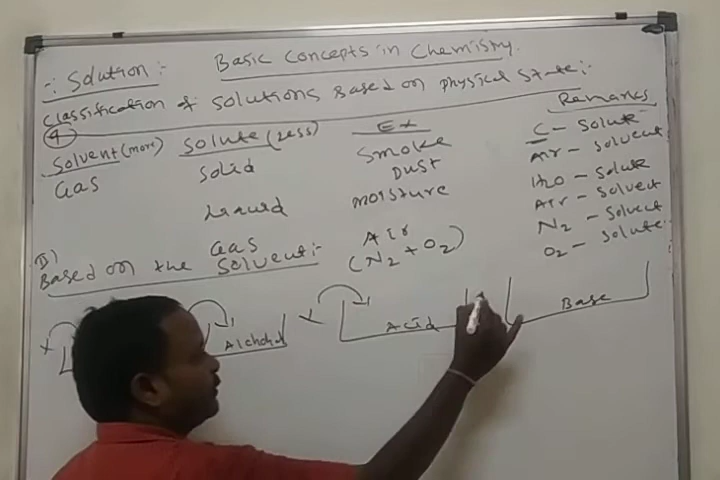 Basic Concepts in Chemistry.
Solution :-
Classification of Solutions Based on physical State :-
4
Solvent (more) Solute (Less) Ex Remarks
Gas Solid Smoke C - Solute
Dust Air - Solvent
Liquid Moisture H2O - Solute
Air - Solvent
Gas Air N2 - Solvent
(N2 + O2) O2 - Solute
II) Based on the Solvent :-
X X
Alchohol Acid Base